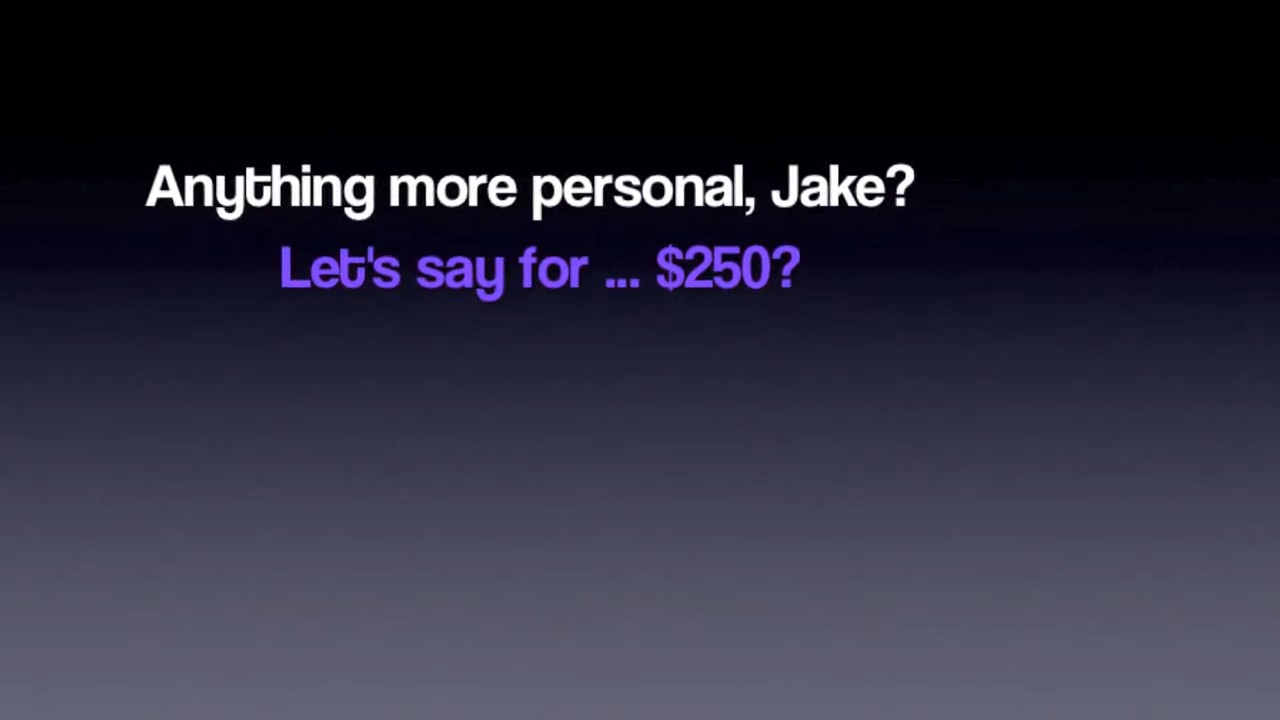 Anything more personal, Jake?
Let's say for ... $250?